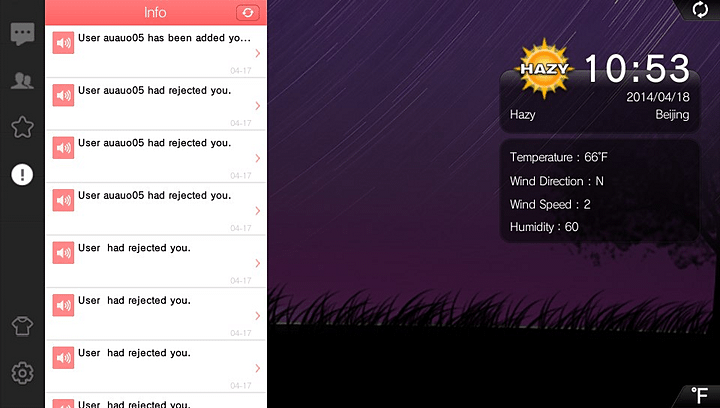 Info
User auauo05 has been added yo...
04-17
User auauo05 had rejected you.
04-17
User auauo05 had rejected you.
04-17
User auauo05 had rejected you.
04-17
User  had rejected you.
04-17
User  had rejected you.
04-17
User  had rejected you.
04-17
User  had rejected you.
HAZY
10:53
2014/04/18
Hazy
Beijing
Temperature : 66°F
Wind Direction : N
Wind Speed : 2
Humidity : 60
°F